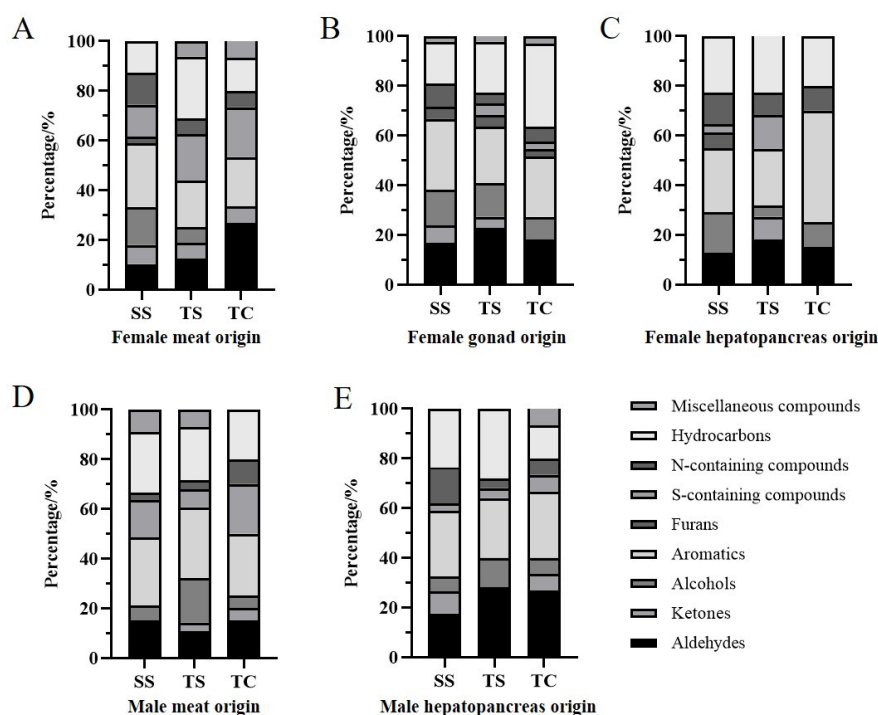 A
Percentage/%
100
80
60
40
20
0
SS TS TC
Female meat origin
B
Percentage/%
100
80
60
40
20
0
SS TS TC
Female gonad origin
C
Percentage/%
100
80
60
40
20
0
SS TS TC
Female hepatopancreas origin
D
Percentage/%
100
80
60
40
20
0
SS TS TC
Male meat origin
E
Percentage/%
100
80
60
40
20
0
SS TS TC
Male hepatopancreas origin
Miscellaneous compounds
Hydrocarbons
N-containing compounds
S-containing compounds
Furans
Aromatics
Alcohols
Ketones
Aldehydes